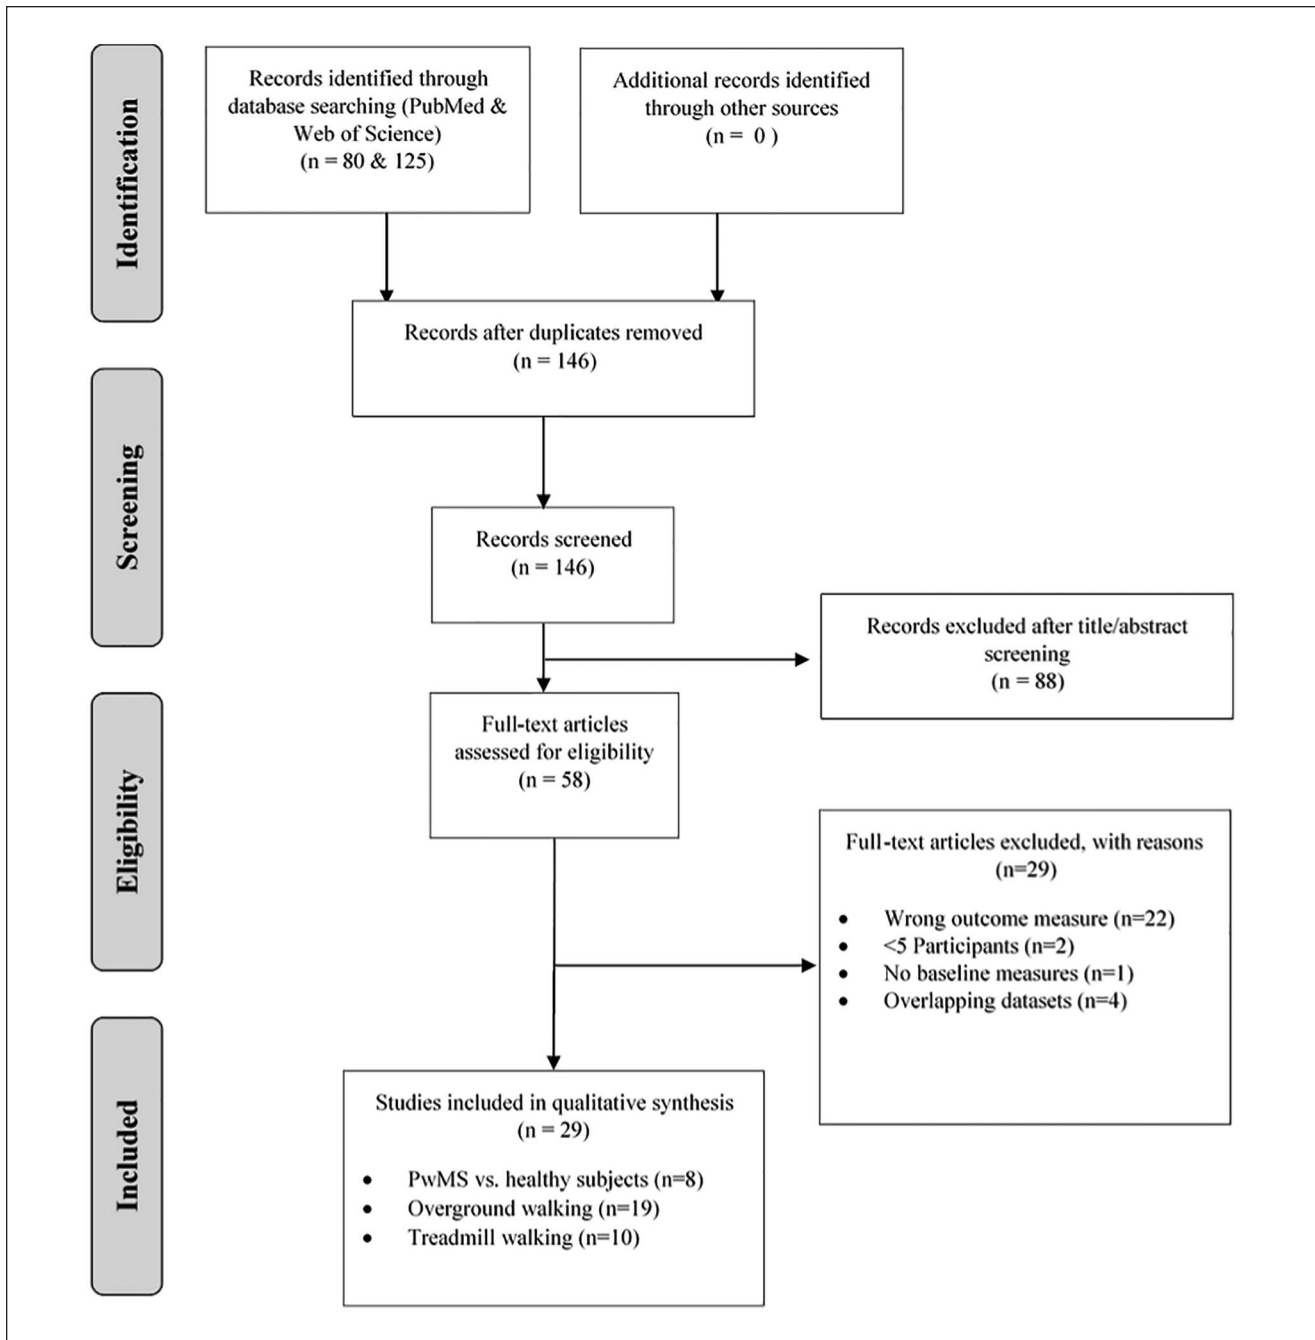 Identification
Records identified through
database searching (PubMed &
Web of Science)
(n = 80 & 125)
Additional records identified
through other sources
(n = 0 )
Records after duplicates removed
(n = 146)
Screening
Records screened
(n = 146)
Records excluded after title/abstract
screening
(n = 88)
Eligibility
Full-text articles
assessed for eligibility
(n = 58)
Full-text articles excluded, with reasons
(n=29)
• Wrong outcome measure (n=22)
• <5 Participants (n=2)
• No baseline measures (n=1)
• Overlapping datasets (n=4)
Included
Studies included in qualitative synthesis
(n = 29)
• PwMS vs. healthy subjects (n=8)
• Overground walking (n=19)
• Treadmill walking (n=10)